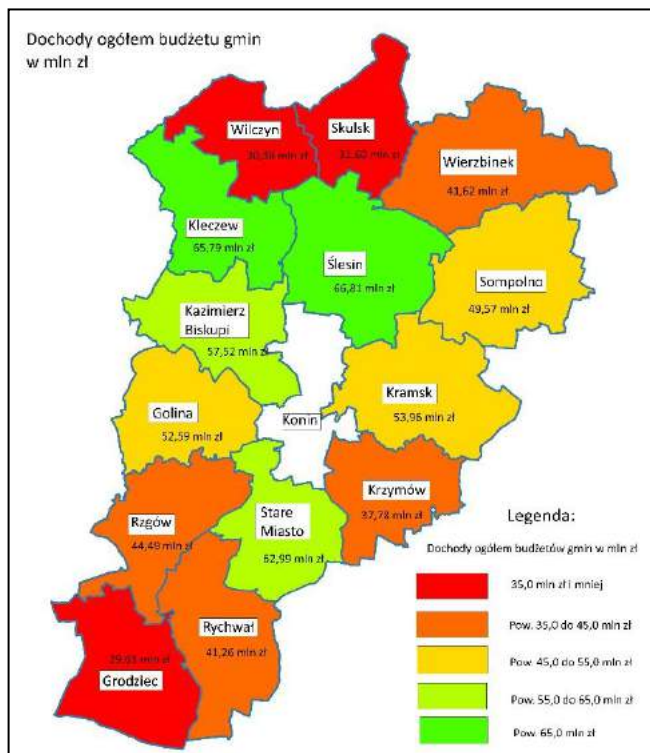 Dochody ogółem budżetu gmin
w mln zł
Wilczyn
Skulsk
Wierzbinek
41,62 mln zł
Kleczew
65,79 mln zł
Ślesin
66,81 mln zł
Sompolno
49,57 mln zł
Kazimierz
Biskupi
57,52 mln zł
Kramsk
53,96 mln zł
Golina
52,59 mln zł
Konin
Krzymów
37,78 mln zł
Rzgów
44,49 mln zł
Stare
Miasto
62,99 mln zł
Rychwał
41,26 mln zł
Grodziec
Legenda:
Dochody ogółem budżetów gmin w mln zł
35,0 mln zł i mniej
Pow. 35,0 do 45,0 mln zł
Pow. 45,0 do 55,0 mln zł
Pow. 55,0 do 65,0 mln zł
Pow. 65,0 mln zł